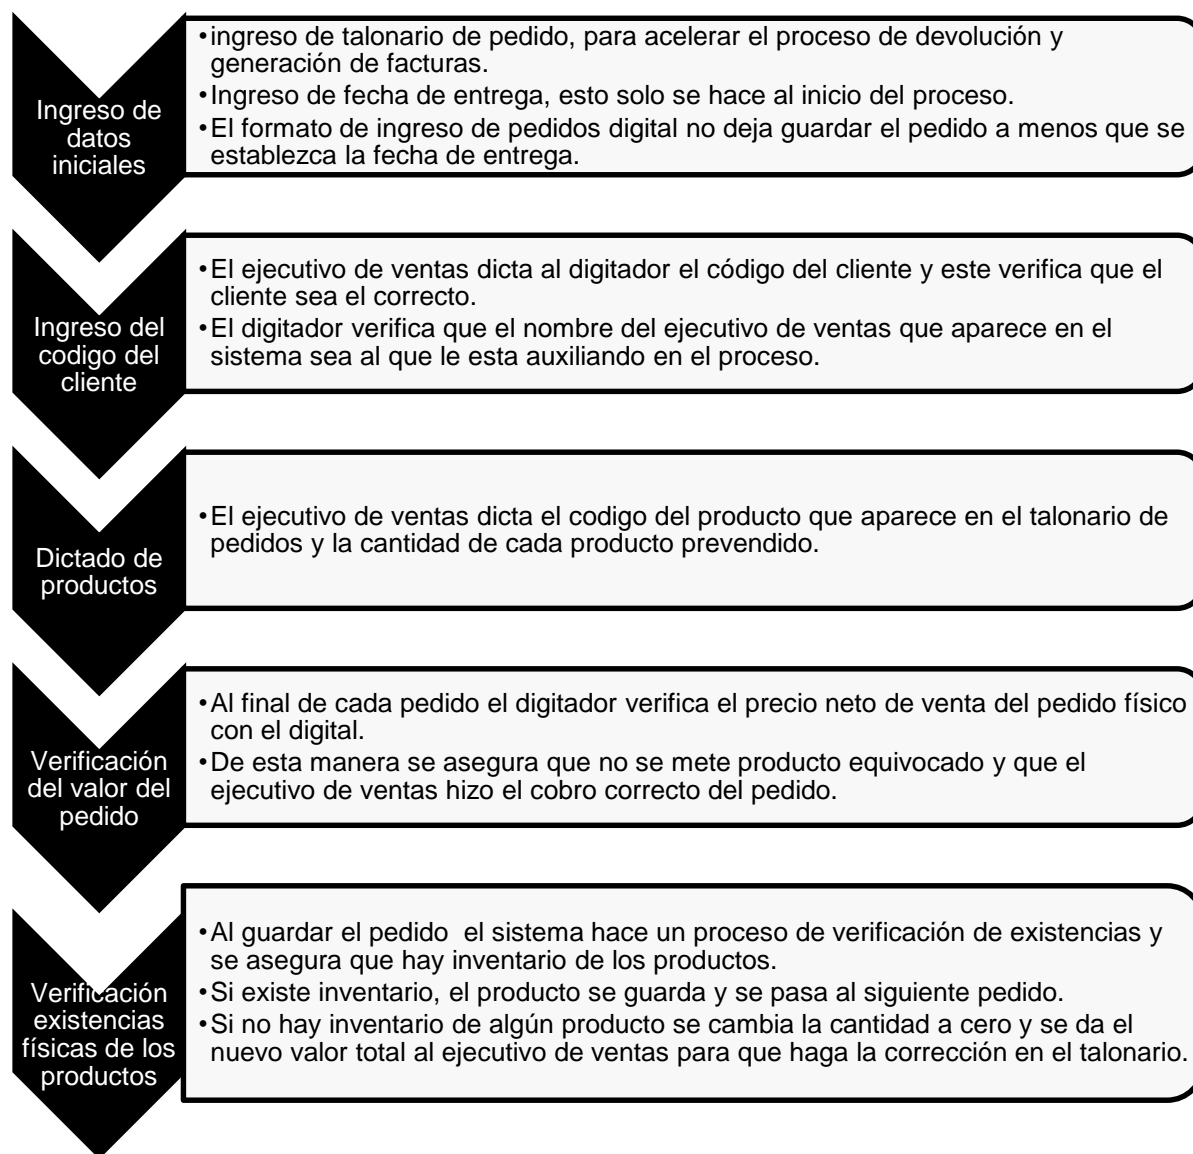 Ingreso de
datos
iniciales
•ingreso de talonario de pedido, para acelerar el proceso de devolución y
generación de facturas.
•Ingreso de fecha de entrega, esto solo se hace al inicio del proceso.
•El formato de ingreso de pedidos digital no deja guardar el pedido a menos que se
establezca la fecha de entrega.
Ingreso del
codigo del
cliente
•El ejecutivo de ventas dicta al digitador el código del cliente y este verifica que el
cliente sea el correcto.
•El digitador verifica que el nombre del ejecutivo de ventas que aparece en el
sistema sea al que le esta auxiliando en el proceso.
Dictado de
productos
•El ejecutivo de ventas dicta el codigo del producto que aparece en el talonario de
pedidos y la cantidad de cada producto prevendido.
Verificación
del valor del
pedido
•Al final de cada pedido el digitador verifica el precio neto de venta del pedido físico
con el digital.
•De esta manera se asegura que no se mete producto equivocado y que el
ejecutivo de ventas hizo el cobro correcto del pedido.
Verificación
existencias
físicas de los
productos
•Al guardar el pedido  el sistema hace un proceso de verificación de existencias y
se asegura que hay inventario de los productos.
•Si existe inventario, el producto se guarda y se pasa al siguiente pedido.
•Si no hay inventario de algún producto se cambia la cantidad a cero y se da el
nuevo valor total al ejecutivo de ventas para que haga la corrección en el talonario.